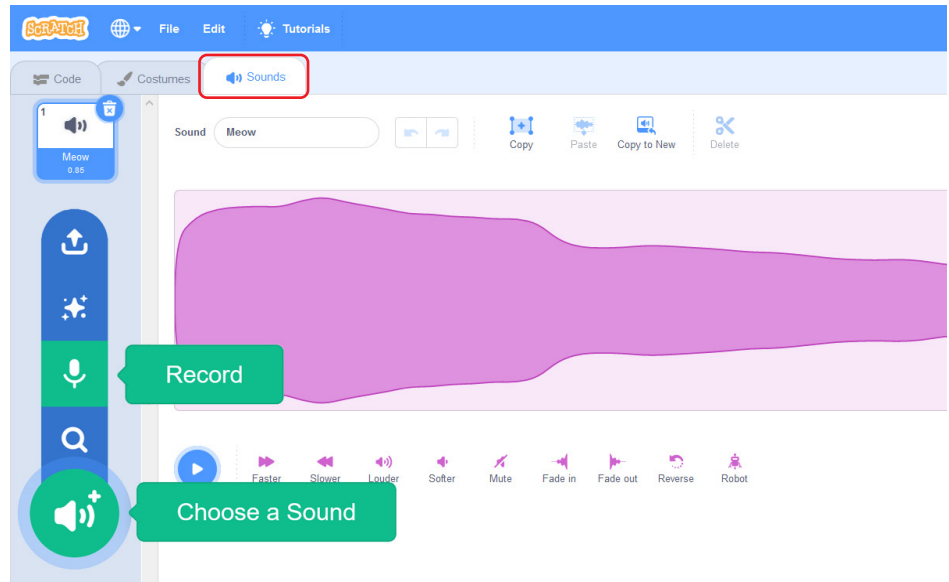 SCRATCH File Edit Tutorials
Code Costumes Sounds
1
Meow
0.85
Sound Meow
Copy Paste Copy to New Delete
Record
Faster Slower Louder Softer Mute Fade in Fade out Reverse Robot
Choose a Sound